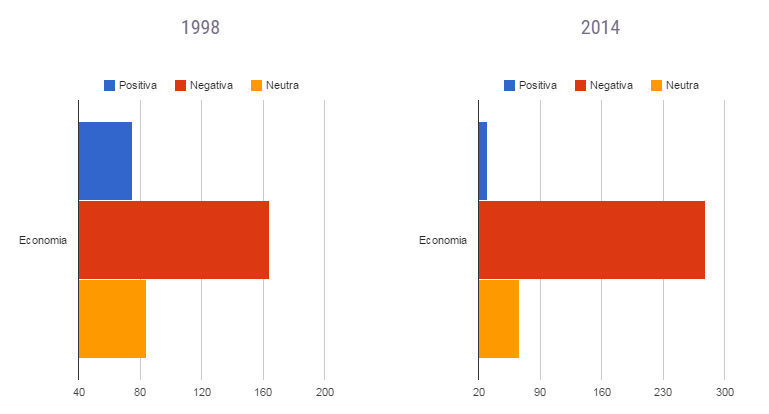 1998
Positiva Negativa Neutra
Economia
40 80 120 160 200
2014
Positiva Negativa Neutra
Economia
20 90 160 230 300